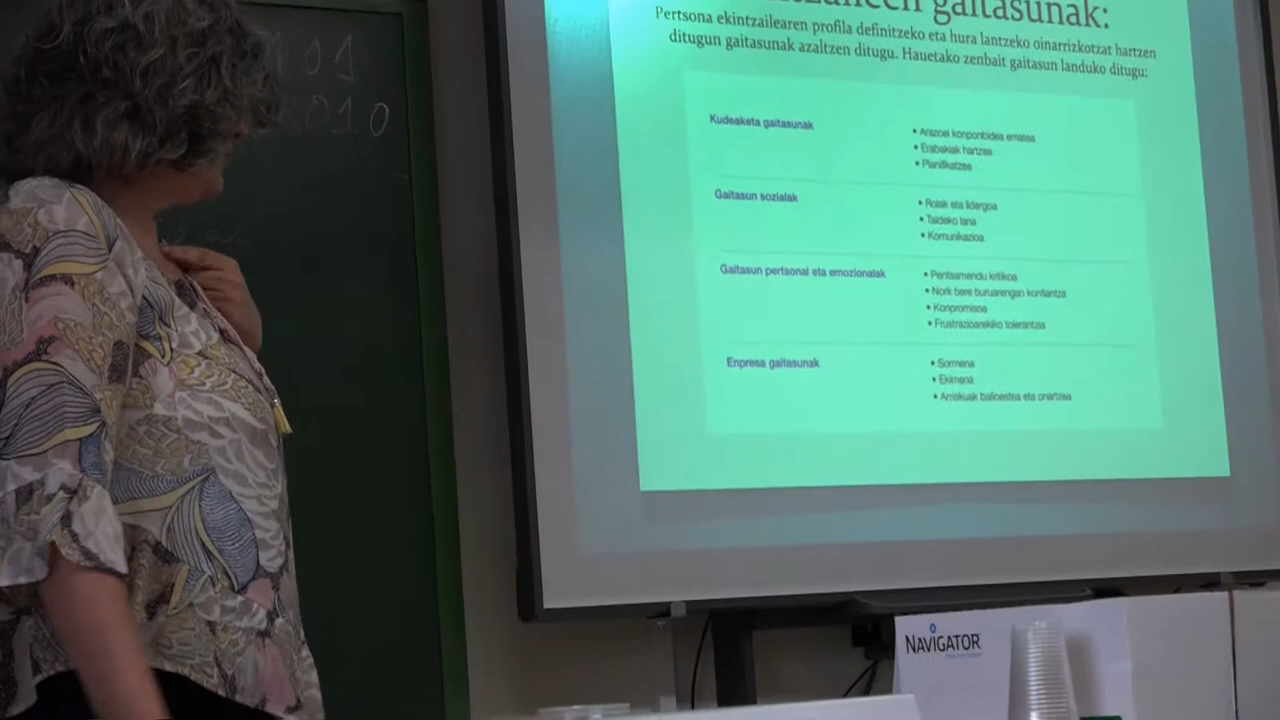 gaitasunak:
Pertsona ekintzailearen profila definitzeko eta hura lantzeko oinarrizkotzat hartzen
ditugun gaitasunak azaltzen ditugu. Hauetako zenbait gaitasun landuko ditugu:
Kudeaketa gaitasunak
• Arazoei konponbidea ematea
• Erabakiak hartzea
• Planifikatzea
Gaitasun sozialak
• Rolak eta lidergoa
• Taldeko lana
• Komunikazioa
Gaitasun pertsonal eta emozionalak
• Pentsamendu kritikoa
• Nork bere buruarengan konfiantza
• Konpromisoa
• Frustrazioarekiko tolerantzia
Enpresa gaitasunak
• Sormena
• Ekimena
• Arriskuak balioestea eta onartzea
NAVIGATOR